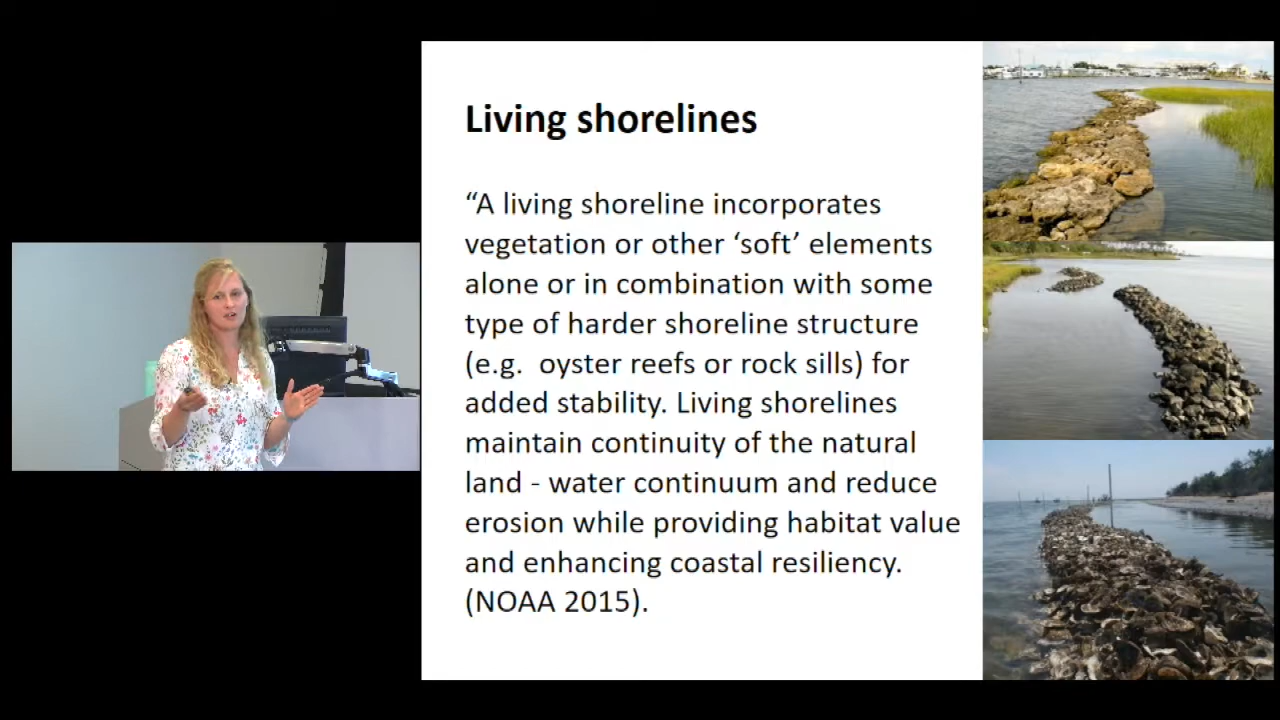 Living shorelines
“A living shoreline incorporates
vegetation or other ‘soft’ elements
alone or in combination with some
type of harder shoreline structure
(e.g.  oyster reefs or rock sills) for
added stability. Living shorelines
maintain continuity of the natural
land - water continuum and reduce
erosion while providing habitat value
and enhancing coastal resiliency.
(NOAA 2015).